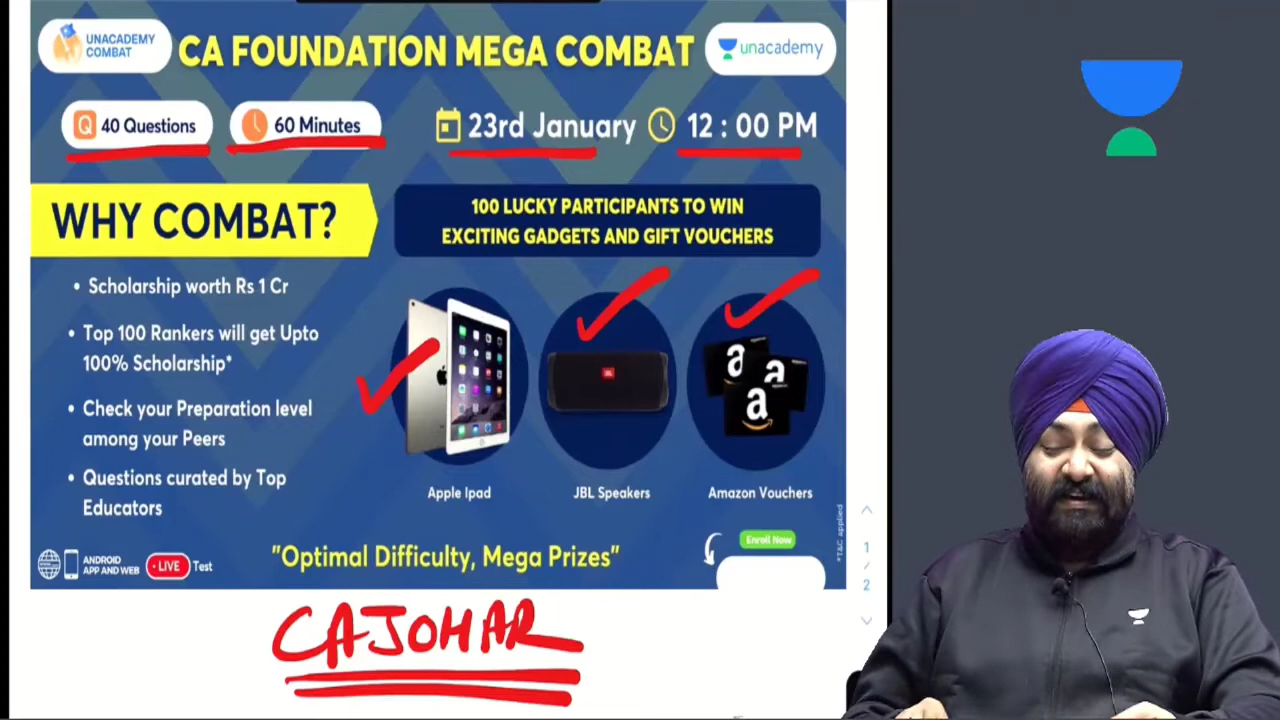 UNACADEMY
COMBAT
CA FOUNDATION MEGA COMBAT
unacademy
Q 40 Questions
60 Minutes
23rd January
12 : 00 PM
WHY COMBAT?
100 LUCKY PARTICIPANTS TO WIN
EXCITING GADGETS AND GIFT VOUCHERS
• Scholarship worth Rs 1 Cr
• Top 100 Rankers will get Upto
100% Scholarship*
• Check your Preparation level
among your Peers
• Questions curated by Top
Educators
JBL
a
a
a
Apple Ipad
JBL Speakers
Amazon Vouchers
ANDROID
APP AND WEB
• LIVE Test
"Optimal Difficulty, Mega Prizes"
Enroll Now
*T&C applied
1
/
2
CAJOHAR